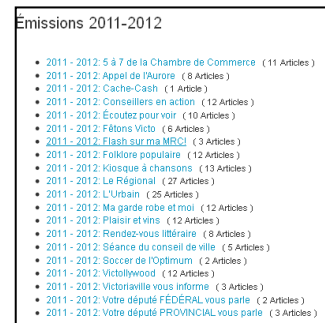 Émissions 2011-2012
2011 - 2012: 5 à 7 de la Chambre de Commerce ( 11 Articles )
2011 - 2012: Appel de l'Aurore ( 8 Articles )
2011 - 2012: Cache-Cash ( 1 Article )
2011 - 2012: Conseillers en action ( 12 Articles )
2011 - 2012: Écoutez pour voir ( 10 Articles )
2011 - 2012: Fêtons Victo ( 6 Articles )
2011 - 2012: Flash sur ma MRC! ( 3 Articles )
2011 - 2012: Folklore populaire ( 12 Articles )
2011 - 2012: Kiosque à chansons ( 13 Articles )
2011 - 2012: Le Régional ( 27 Articles )
2011 - 2012: L'Urbain ( 25 Articles )
2011 - 2012: Ma garde robe et moi ( 12 Articles )
2011 - 2012: Plaisir et vins ( 12 Articles )
2011 - 2012: Rendez-vous littéraire ( 8 Articles )
2011 - 2012: Séance du conseil de ville ( 5 Articles )
2011 - 2012: Soccer de l'Optimum ( 2 Articles )
2011 - 2012: Victollywood ( 12 Articles )
2011 - 2012: Victoriaville vous informe ( 3 Articles )
2011 - 2012: Votre député FÉDÉRAL vous parle ( 2 Articles )
2011 - 2012: Votre député PROVINCIAL vous parle ( 3 Articles )